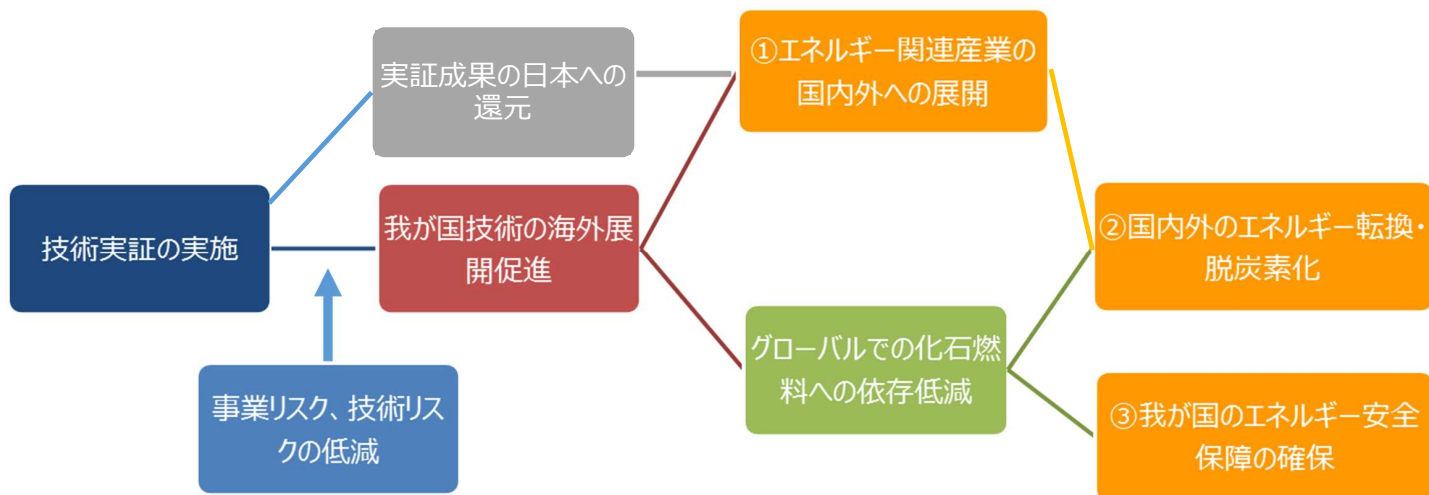 実証成果の日本への
還元
①エネルギー関連産業の
国内外への展開
技術実証の実施
我が国技術の海外展
開促進
②国内外のエネルギー転換・
脱炭素化
グローバルでの化石燃
料への依存低減
事業リスク、技術リス
クの低減
③我が国のエネルギー安全
保障の確保